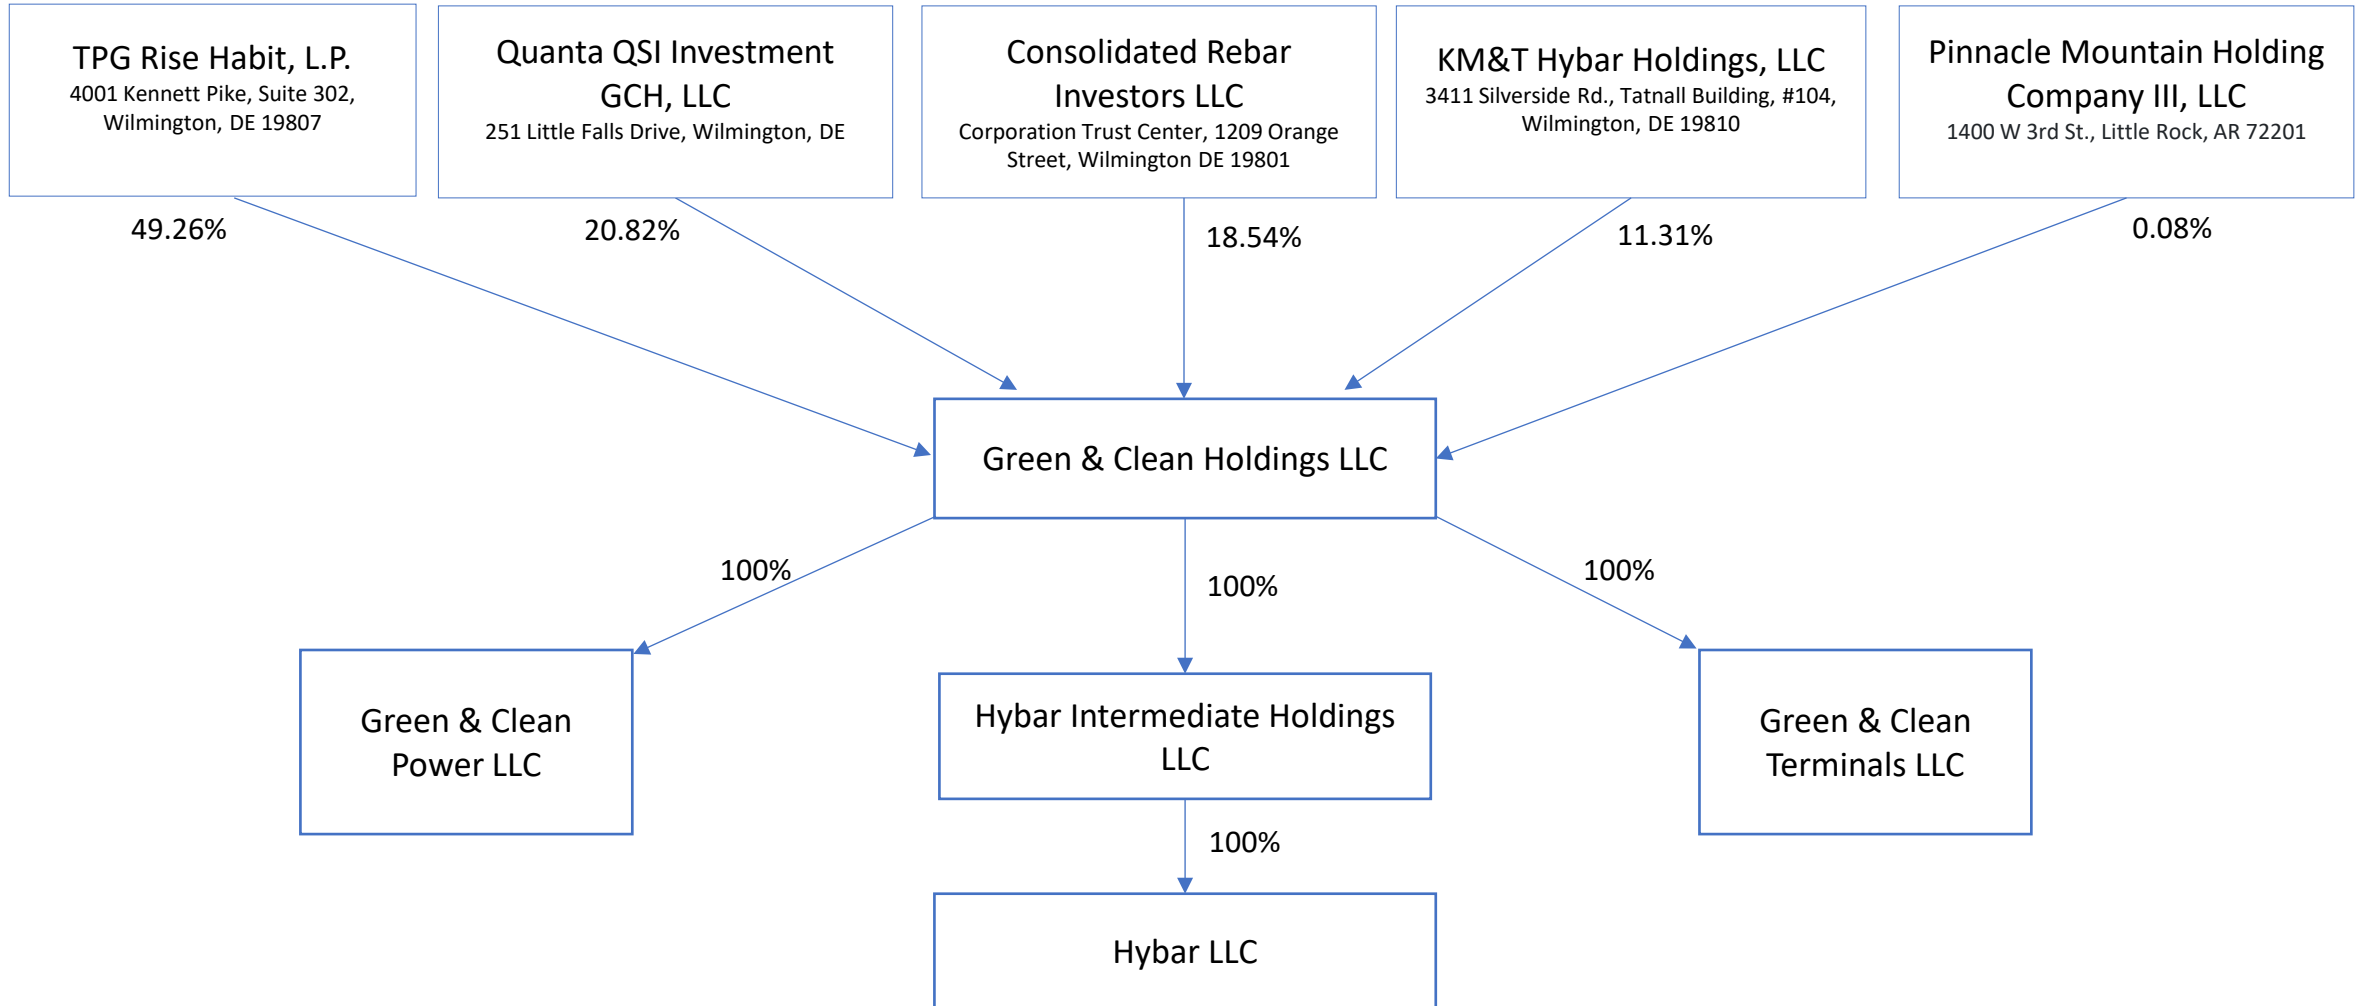 TPG Rise Habit, L.P.
4001 Kennett Pike, Suite 302,
Wilmington, DE 19807
Quanta QSI Investment
GCH, LLC
251 Little Falls Drive, Wilmington, DE
Consolidated Rebar
Investors LLC
Corporation Trust Center, 1209 Orange
Street, Wilmington DE 19801
KM&T Hybar Holdings, LLC
3411 Silverside Rd., Tatnall Building, #104,
Wilmington, DE 19810
Pinnacle Mountain Holding
Company III, LLC
1400 W 3rd St., Little Rock, AR 72201
49.26%
20.82%
18.54%
11.31%
0.08%
Green & Clean Holdings LLC
100%
100%
100%
Green & Clean
Power LLC
Hybar Intermediate Holdings
LLC
Green & Clean
Terminals LLC
100%
Hybar LLC